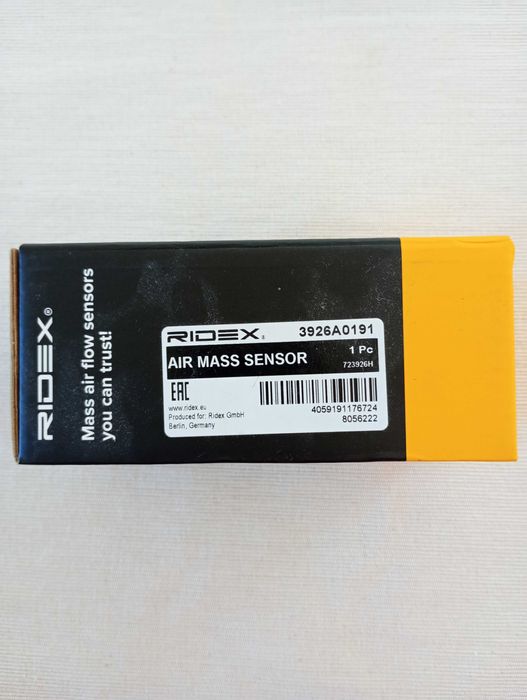 RIDEX®
Mass air flow sensors
you can trust!
RIDEX® 3926A0191
AIR MASS SENSOR 1 Pc
723926H
EAC
www.ridex.eu
Produced for: Ridex GmbH
Berlin, Germany
4059191176724
8056222